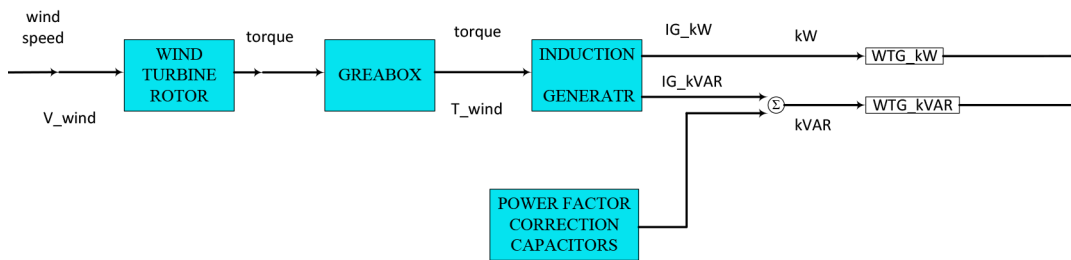 wind
speed
V_wind
WIND
TURBINE
ROTOR
torque
GREABOX
torque
T_wind
INDUCTION
GENERATR
IG_kW
kW
WTG_kW
IG_kVAR
Σ
kVAR
WTG_kVAR
POWER FACTOR
CORRECTION
CAPACITORS